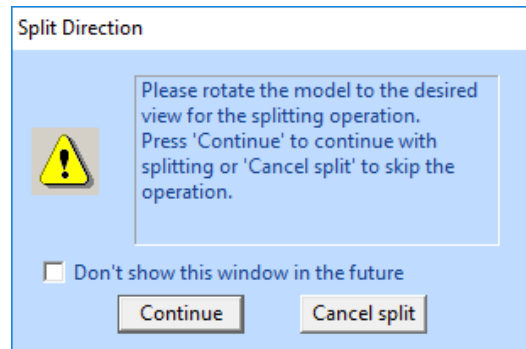 Split Direction
Please rotate the model to the desired
view for the splitting operation.
Press 'Continue' to continue with
splitting or 'Cancel split' to skip the
operation.
Don't show this window in the future
Continue
Cancel split